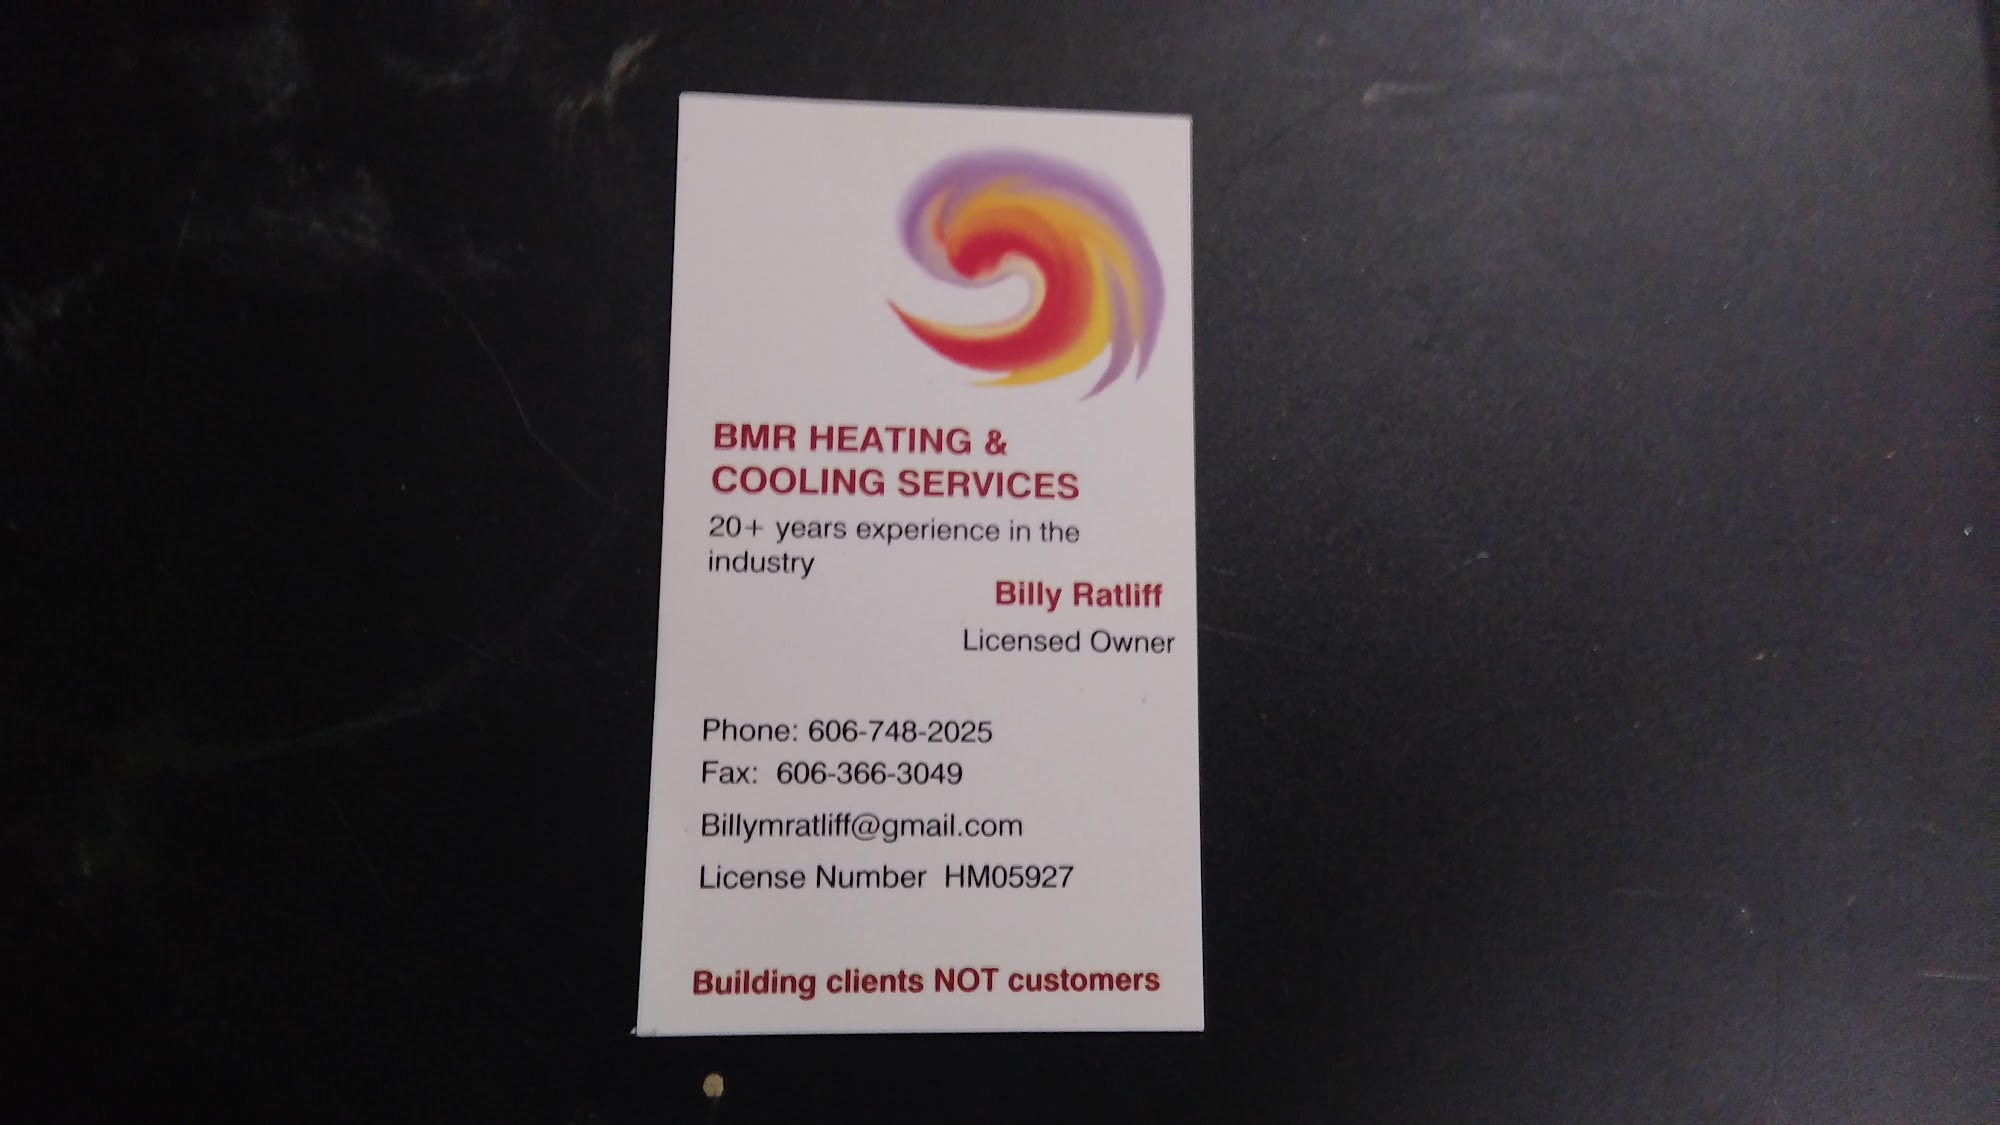 BMR HEATING &
COOLING SERVICES
20+ years experience in the
industry
Billy Ratliff
Licensed Owner
Phone: 606-748-2025
Fax: 606-366-3049
Billymratliff@gmail.com
License Number HM05927
Building clients NOT customers